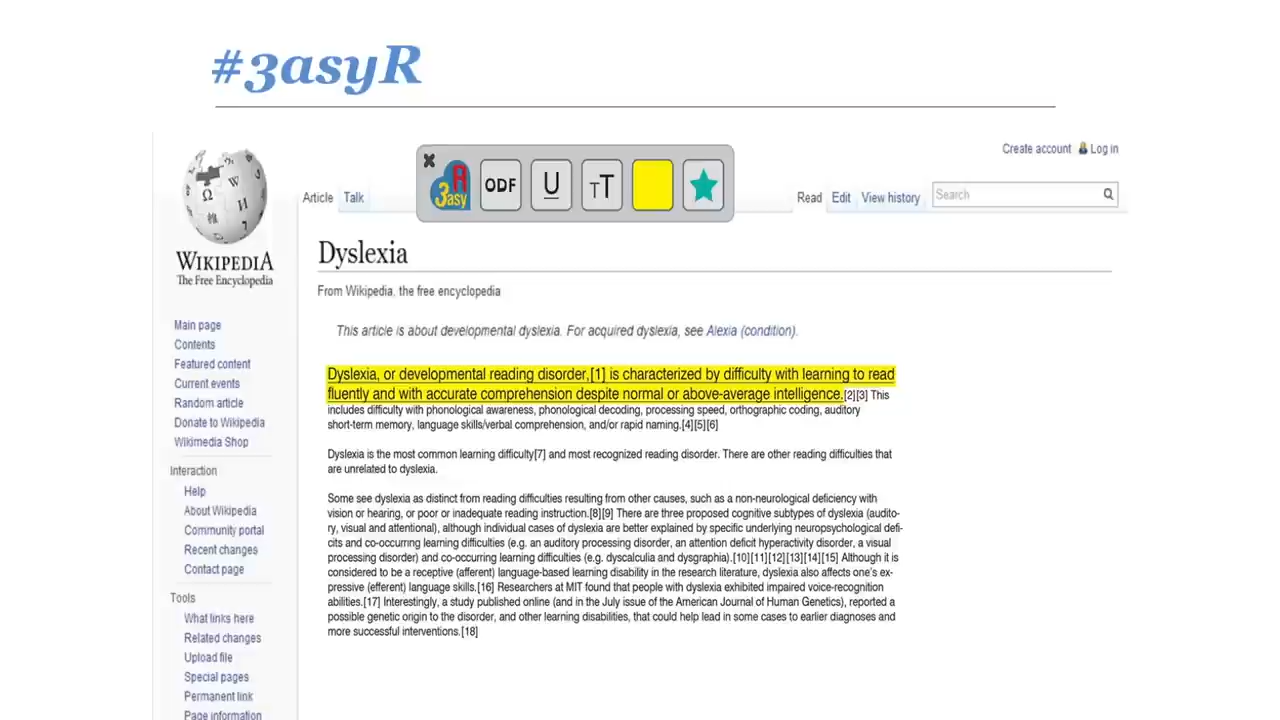 #3asyR
Create account Log in
3asy R ODF U TT
Article Talk
Read Edit View history Search
WIKIPEDIA
The Free Encyclopedia
Dyslexia
From Wikipedia, the free encyclopedia
This article is about developmental dyslexia. For acquired dyslexia, see Alexia (condition).
Dyslexia, or developmental reading disorder,[1] is characterized by difficulty with learning to read
fluently and with accurate comprehension despite normal or above-average intelligence.[2][3] This
includes difficulty with phonological awareness, phonological decoding, processing speed, orthographic coding, auditory
short-term memory, language skills/verbal comprehension, and/or rapid naming.[4][5][6]
Dyslexia is the most common learning difficulty[7] and most recognized reading disorder. There are other reading difficulties that
are unrelated to dyslexia.
Some see dyslexia as distinct from reading difficulties resulting from other causes, such as a non-neurological deficiency with
vision or hearing, or poor or inadequate reading instruction.[8][9] There are three proposed cognitive subtypes of dyslexia (audito-
ry, visual and attentional), although individual cases of dyslexia are better explained by specific underlying neuropsychological defi-
cits and co-occurring learning difficulties (e.g. an auditory processing disorder, an attention deficit hyperactivity disorder, a visual
processing disorder) and co-occurring learning difficulties (e.g. dyscalculia and dysgraphia).[10][11][12][13][14][15] Although it is
considered to be a receptive (afferent) language-based learning disability in the research literature, dyslexia also affects one's ex-
pressive (efferent) language skills.[16] Researchers at MIT found that people with dyslexia exhibited impaired voice-recognition
abilities.[17] Interestingly, a study published online (and in the July issue of the American Journal of Human Genetics), reported a
possible genetic origin to the disorder, and other learning disabilities, that could help lead in some cases to earlier diagnoses and
more successful interventions.[18]
Main page
Contents
Featured content
Current events
Random article
Donate to Wikipedia
Wikimedia Shop
Interaction
Help
About Wikipedia
Community portal
Recent changes
Contact page
Tools
What links here
Related changes
Upload file
Special pages
Permanent link
Page information